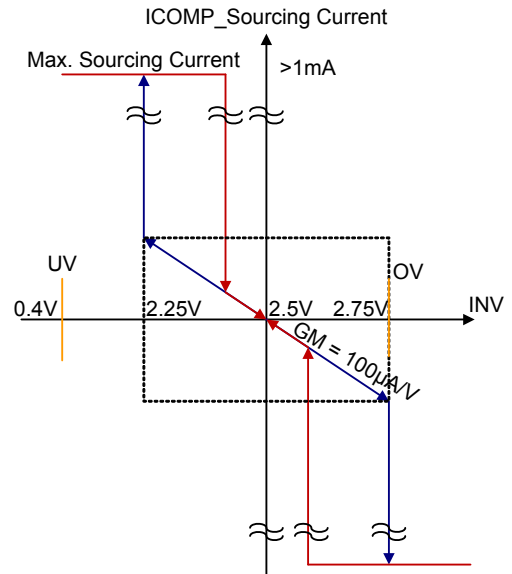 ICOMP_Sourcing Current
Max. Sourcing Current
>1mA
UV
OV
0.4V
2.25V
2.5V
2.75V
INV
GM = 100µA/V